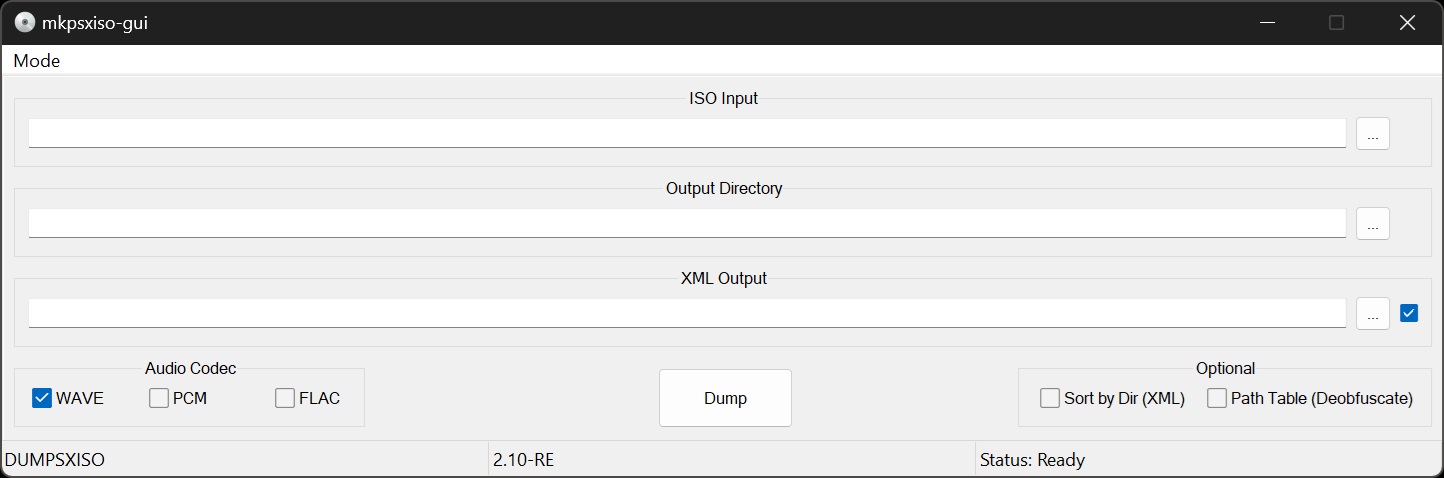 mkpsxiso-gui
Mode
ISO Input
...
Output Directory
...
XML Output
...
Audio Codec
Optional
WAVE PCM FLAC
Dump
Sort by Dir (XML) Path Table (Deobfuscate)
DUMPSXISO 2.10-RE Status: Ready